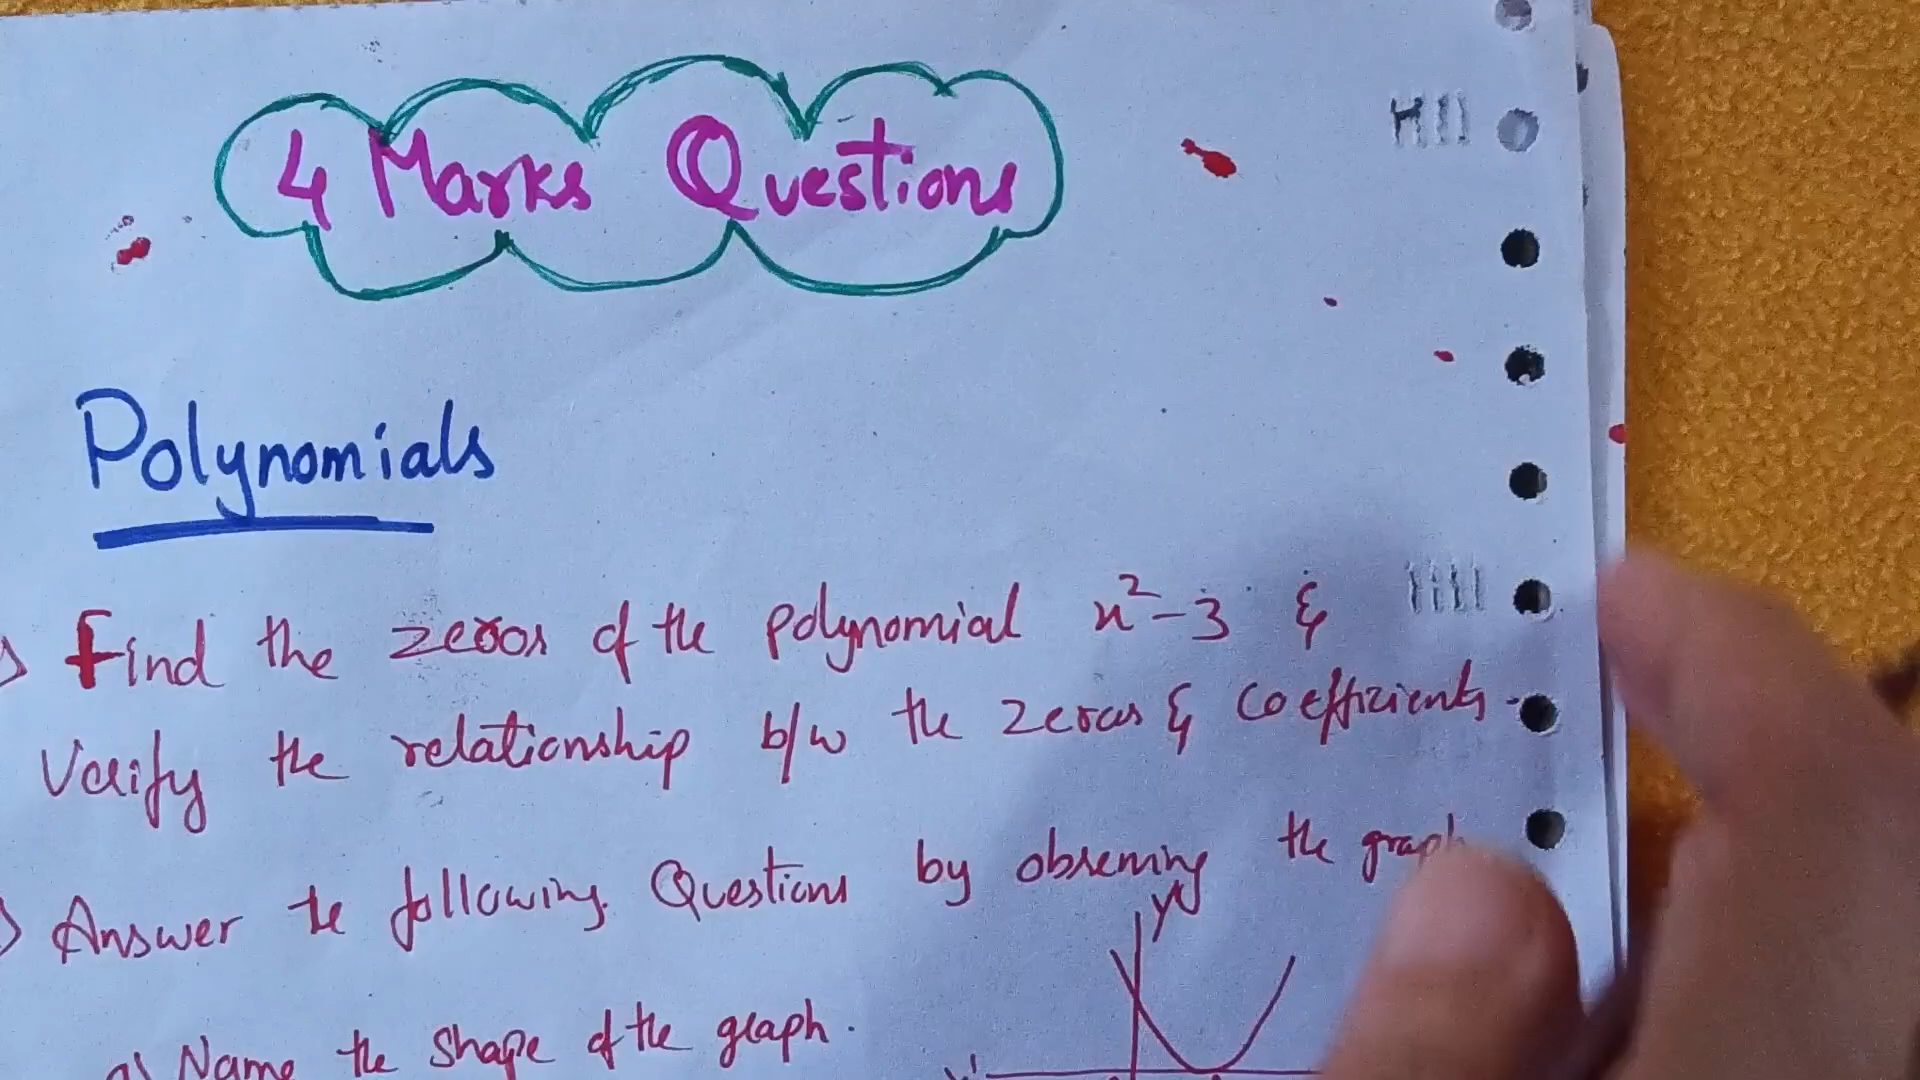 4 Marks Questions
Polynomials
Find the zeros of the polynomial x²-3 &
Verify the relationship b/w the zeros & coefficients.
Answer the following Questions by observing the graph
a) Name the shape of the graph.
y
x'